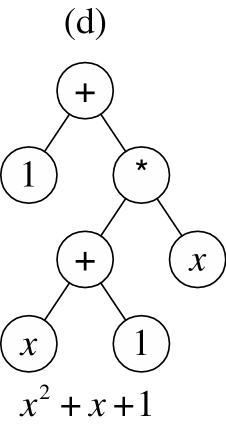 (d)
+
1 *
+ x
x 1
x² + x + 1